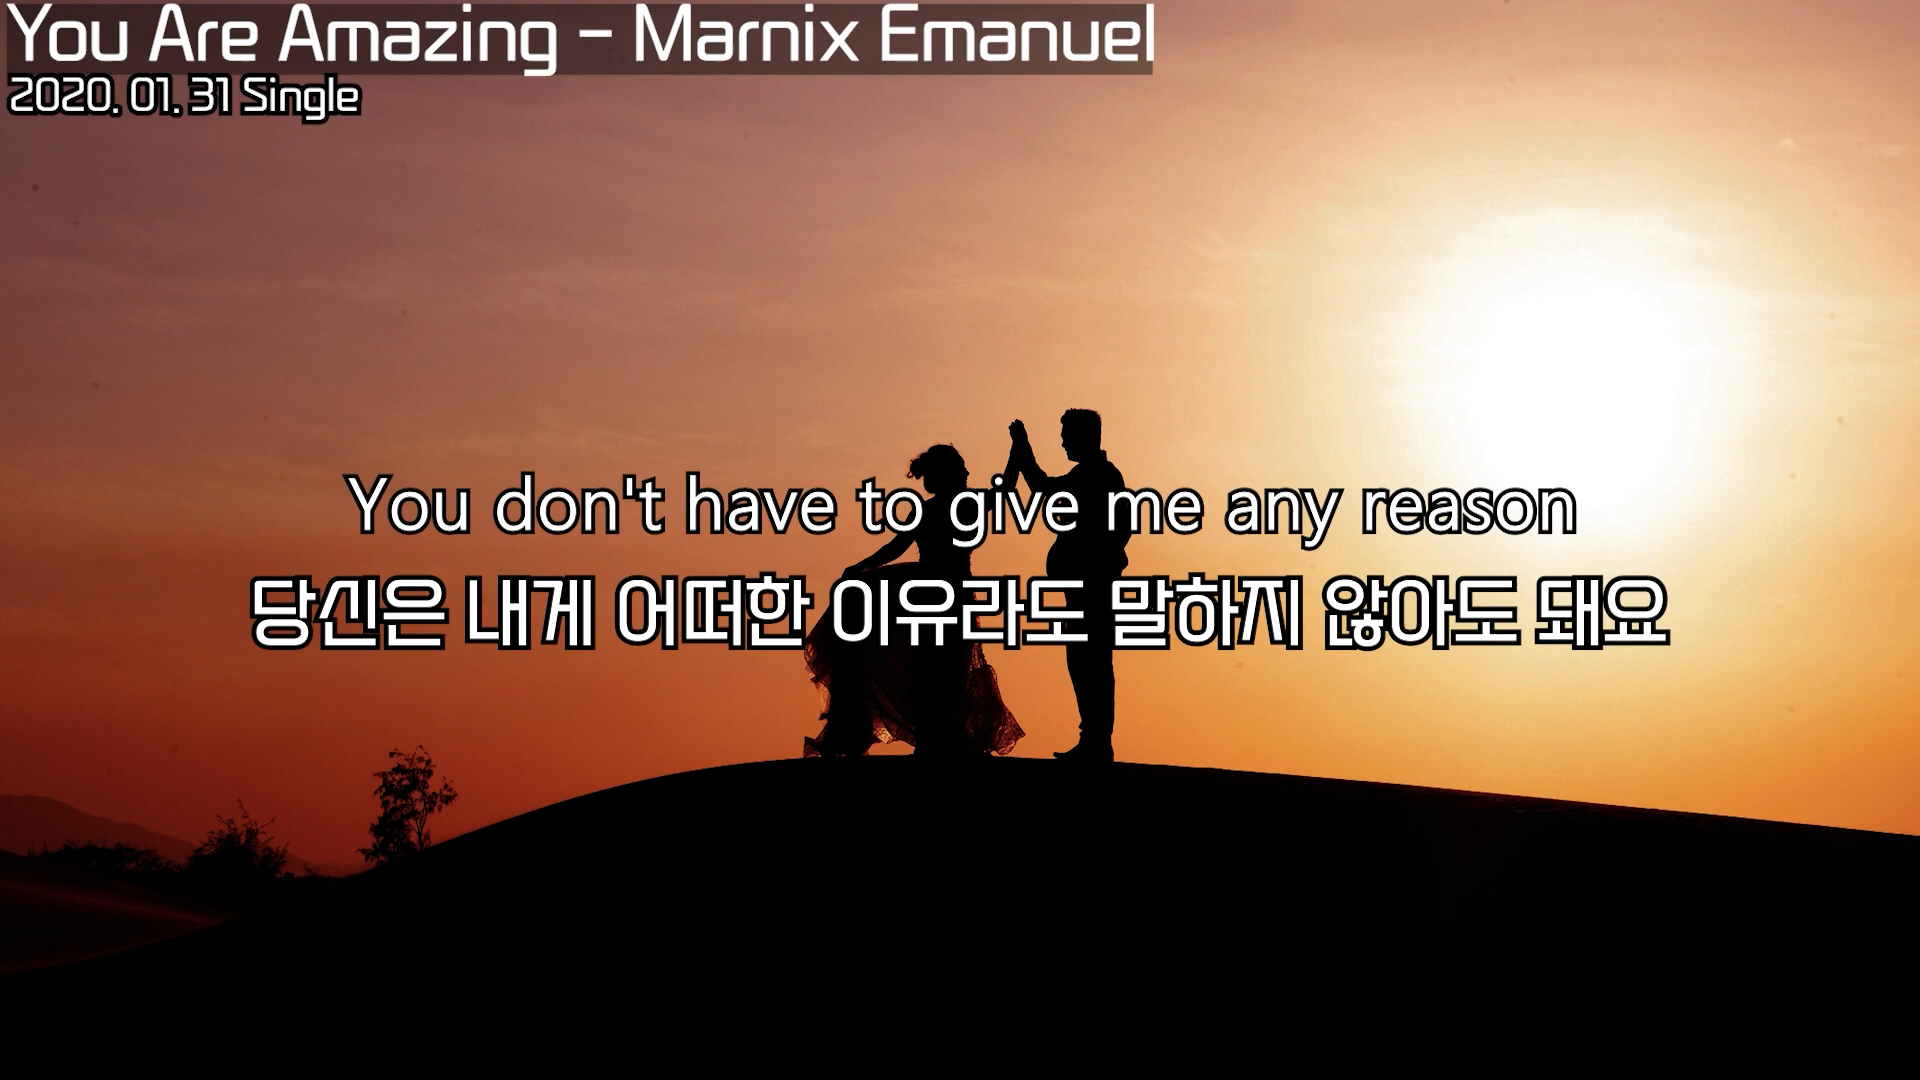 You Are Amazing - Marnix Emanuel
2020. 01. 31 Single
You don't have to give me any reason
당신은 내게 어떠한 이유라도 말하지 않아도 돼요